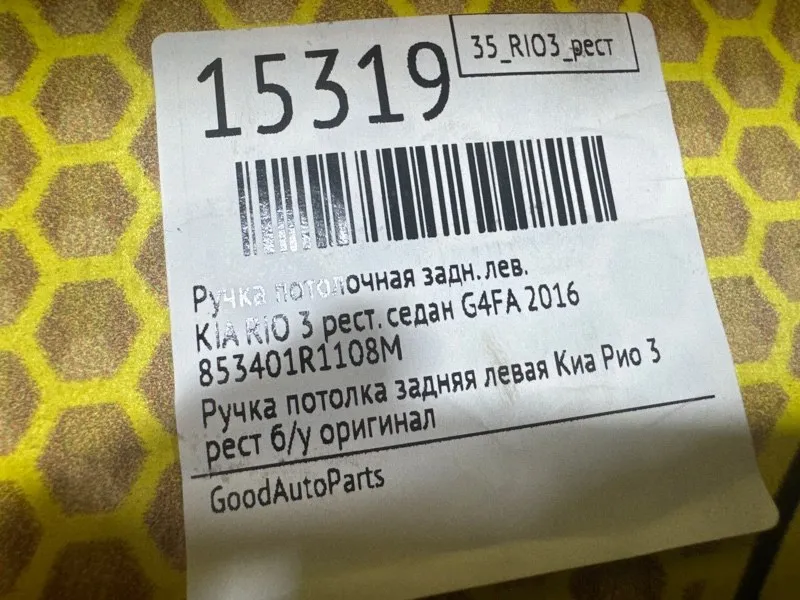 35_RIO3_рест
15319
Ручка потолочная задн.лев.
KIA RIO 3 рест. седан G4FA 2016
853401R1108M
Ручка потолка задняя левая Киа Рио 3
рест б/у оригинал
GoodAutoParts